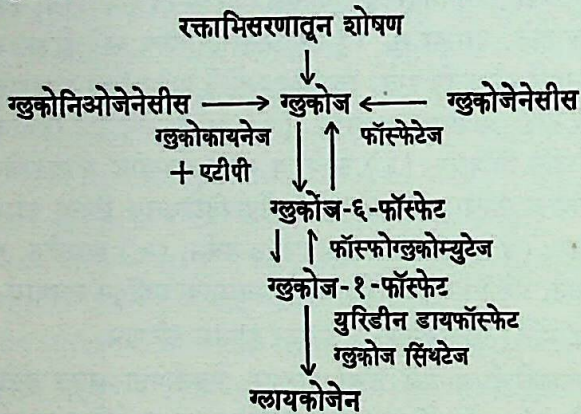 रक्ताभिसरणातून शोषण
ग्लुकोनिओजेनेसीस ग्लुकोज ग्लुकोजेनेसीस
ग्लुकोकायनेज फॉस्फेटेज
+ एटीपी
ग्लुकोंज-६-फॉस्फेट
फॉस्फोग्लुकोम्युटेज
ग्लुकोज-१-फॉस्फेट
युरिडीन डायफॉस्फेट
ग्लुकोज सिंथटेज
ग्लायकोजेन